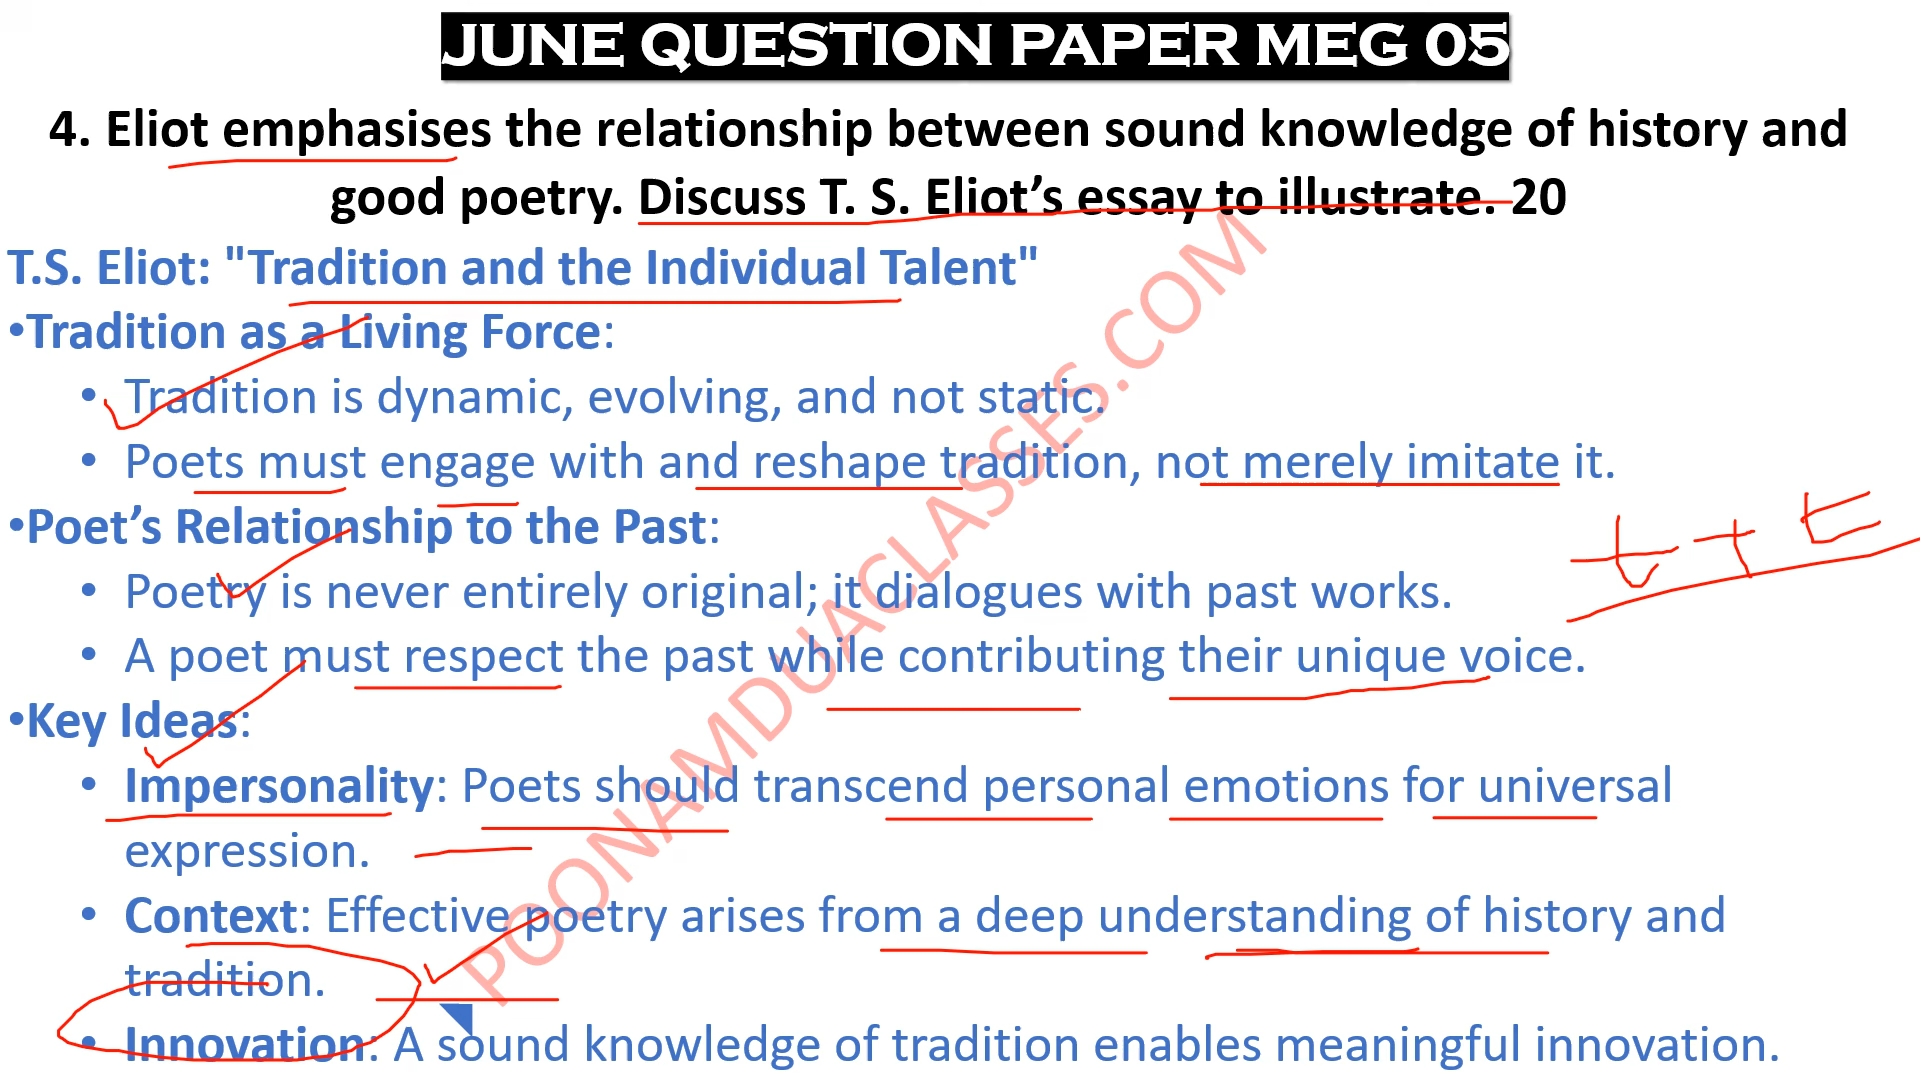 JUNE QUESTION PAPER MEG 05
4. Eliot emphasises the relationship between sound knowledge of history and
good poetry. Discuss T. S. Eliot’s essay to illustrate. 20
T.S. Eliot: "Tradition and the Individual Talent"
•Tradition as a Living Force:
• Tradition is dynamic, evolving, and not static.
• Poets must engage with and reshape tradition, not merely imitate it.
•Poet’s Relationship to the Past:
t + E
• Poetry is never entirely original; it dialogues with past works.
• A poet must respect the past while contributing their unique voice.
•Key Ideas:
• Impersonality: Poets should transcend personal emotions for universal
expression.
• Context: Effective poetry arises from a deep understanding of history and
tradition.
• Innovation: A sound knowledge of tradition enables meaningful innovation.
POONAMDUACLASSES.COM